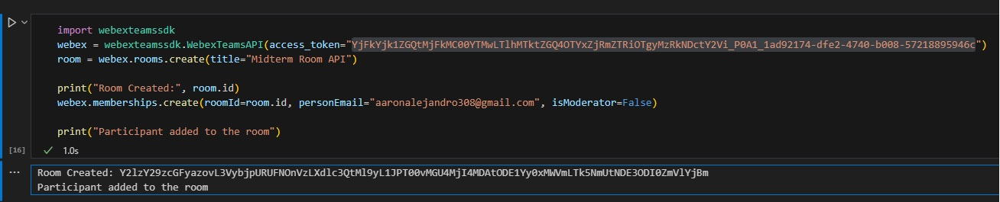 import webexteamssdk
webex = webexteamssdk.WebexTeamsAPI(access_token="YjFkYjk1ZGQtMjFkMC00YTMwLTlhMTktZGQ4OTYxZjRmZTRiOTgyMzRkNDctY2Vi_P0A1_1ad92174-dfe2-4740-b008-57218895946c")
room = webex.rooms.create(title="Midterm Room API")
print("Room Created:", room.id)
webex.memberships.create(roomId=room.id, personEmail="aaronalejandro308@gmail.com", isModerator=False)
print("Participant added to the room")
[16] 1.0s
... Room Created: Y2lzY29zcGFyazovL3VybjpURUFNOnVzLXdlc3QtMl9yL1JPT00vMGU4MjI4MDAtODE1Yy0xMWVmLTk5NmUtNDE3ODI0ZmVlYjBm
Participant added to the room